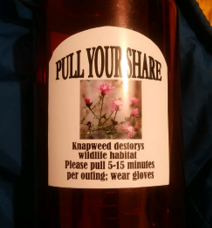 PULL YOUR SHARE
Knapweed destorys
wildlife habitat
Please pull 5-15 minutes
per outing; wear gloves